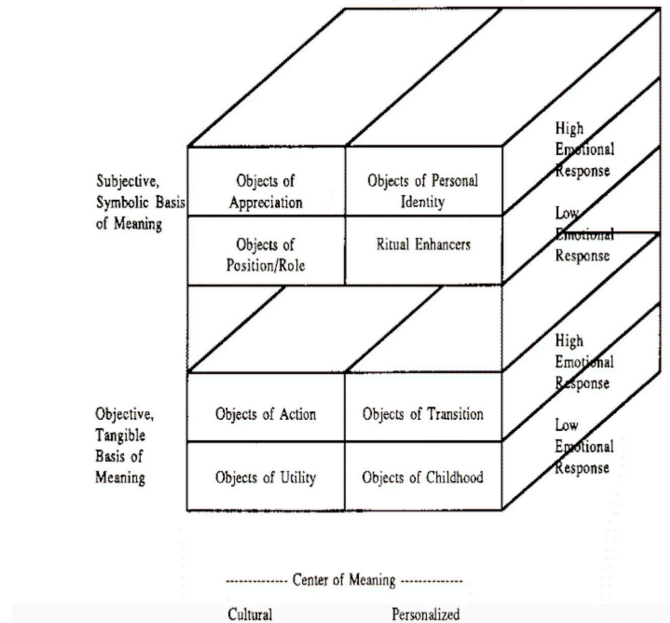 High
Emotional
Response
Subjective,
Symbolic Basis
of Meaning
Objects of
Appreciation
Objects of Personal
Identity
Low
Emotional
Response
Objects of
Position/Role
Ritual Enhancers
High
Emotional
Response
Objective,
Tangible
Basis of
Meaning
Objects of Action
Objects of Transition
Low
Emotional
Response
Objects of Utility
Objects of Childhood
------------- Center of Meaning -------------
Cultural
Personalized